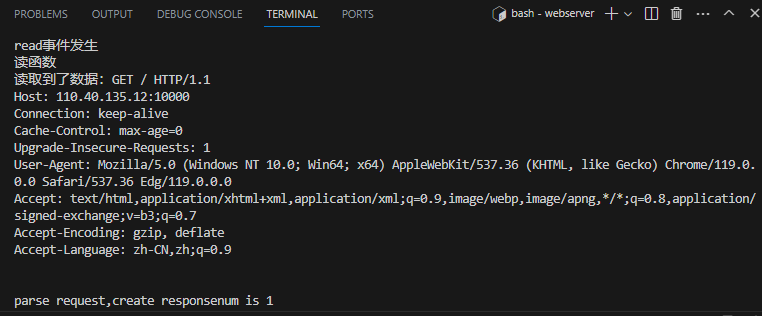 PROBLEMS OUTPUT DEBUG CONSOLE TERMINAL PORTS bash - webserver
read事件发生
读函数
读取到了数据: GET / HTTP/1.1
Host: 110.40.135.12:10000
Connection: keep-alive
Cache-Control: max-age=0
Upgrade-Insecure-Requests: 1
User-Agent: Mozilla/5.0 (Windows NT 10.0; Win64; x64) AppleWebKit/537.36 (KHTML, like Gecko) Chrome/119.0.
0.0 Safari/537.36 Edg/119.0.0.0
Accept: text/html,application/xhtml+xml,application/xml;q=0.9,image/webp,image/apng,*/*;q=0.8,application/
signed-exchange;v=b3;q=0.7
Accept-Encoding: gzip, deflate
Accept-Language: zh-CN,zh;q=0.9
parse request,create responsenum is 1